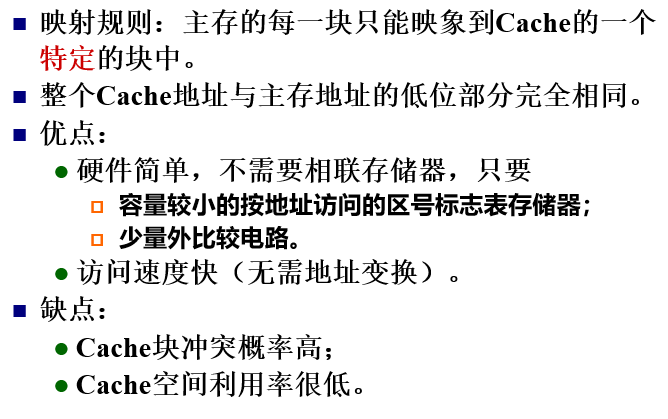 映射规则：主存的每一块只能映象到Cache的一个
特定的块中。
整个Cache地址与主存地址的低位部分完全相同。
优点：
硬件简单，不需要相联存储器，只要
容量较小的按地址访问的区号标志表存储器；
少量外比较电路。
访问速度快（无需地址变换）。
缺点：
Cache块冲突概率高；
Cache空间利用率很低。